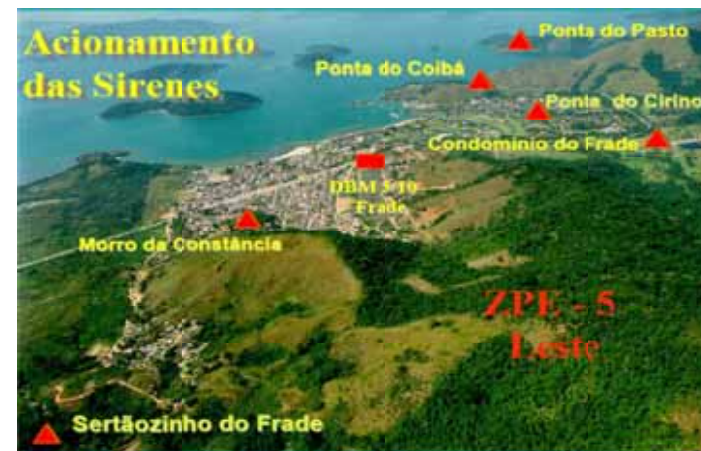 Acionamento
das Sirenes
Ponta do Pasto
Ponta do Coibá
Ponta do Cirino
Condomínio do Frade
DBM 5/10
Frade
Morro da Constância
ZPE - 5
Leste
Sertãozinho do Frade